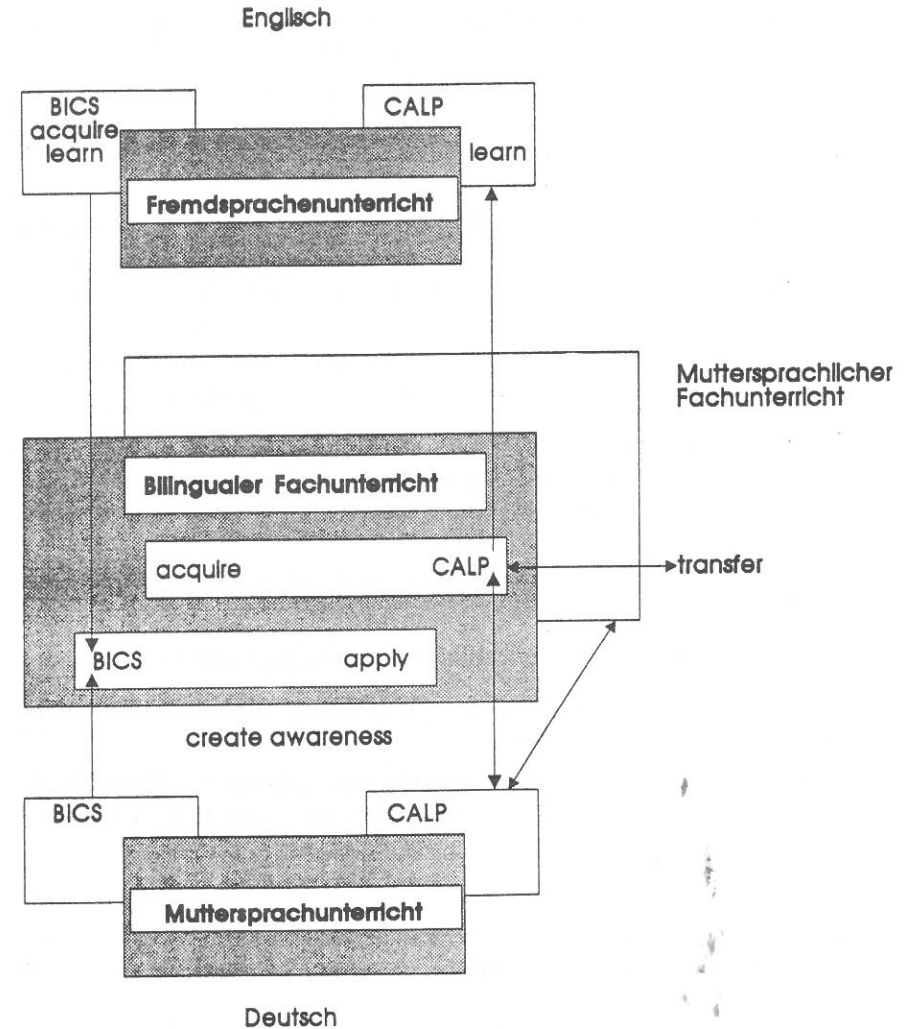 Englisch
BICS
acquire
learn
CALP
learn
Fremdsprachenunterricht
Muttersprachlicher
Fachunterricht
Bilingualer Fachunterricht
acquire CALP
transfer
BICS apply
create awareness
BICS
CALP
Muttersprachunterricht
Deutsch